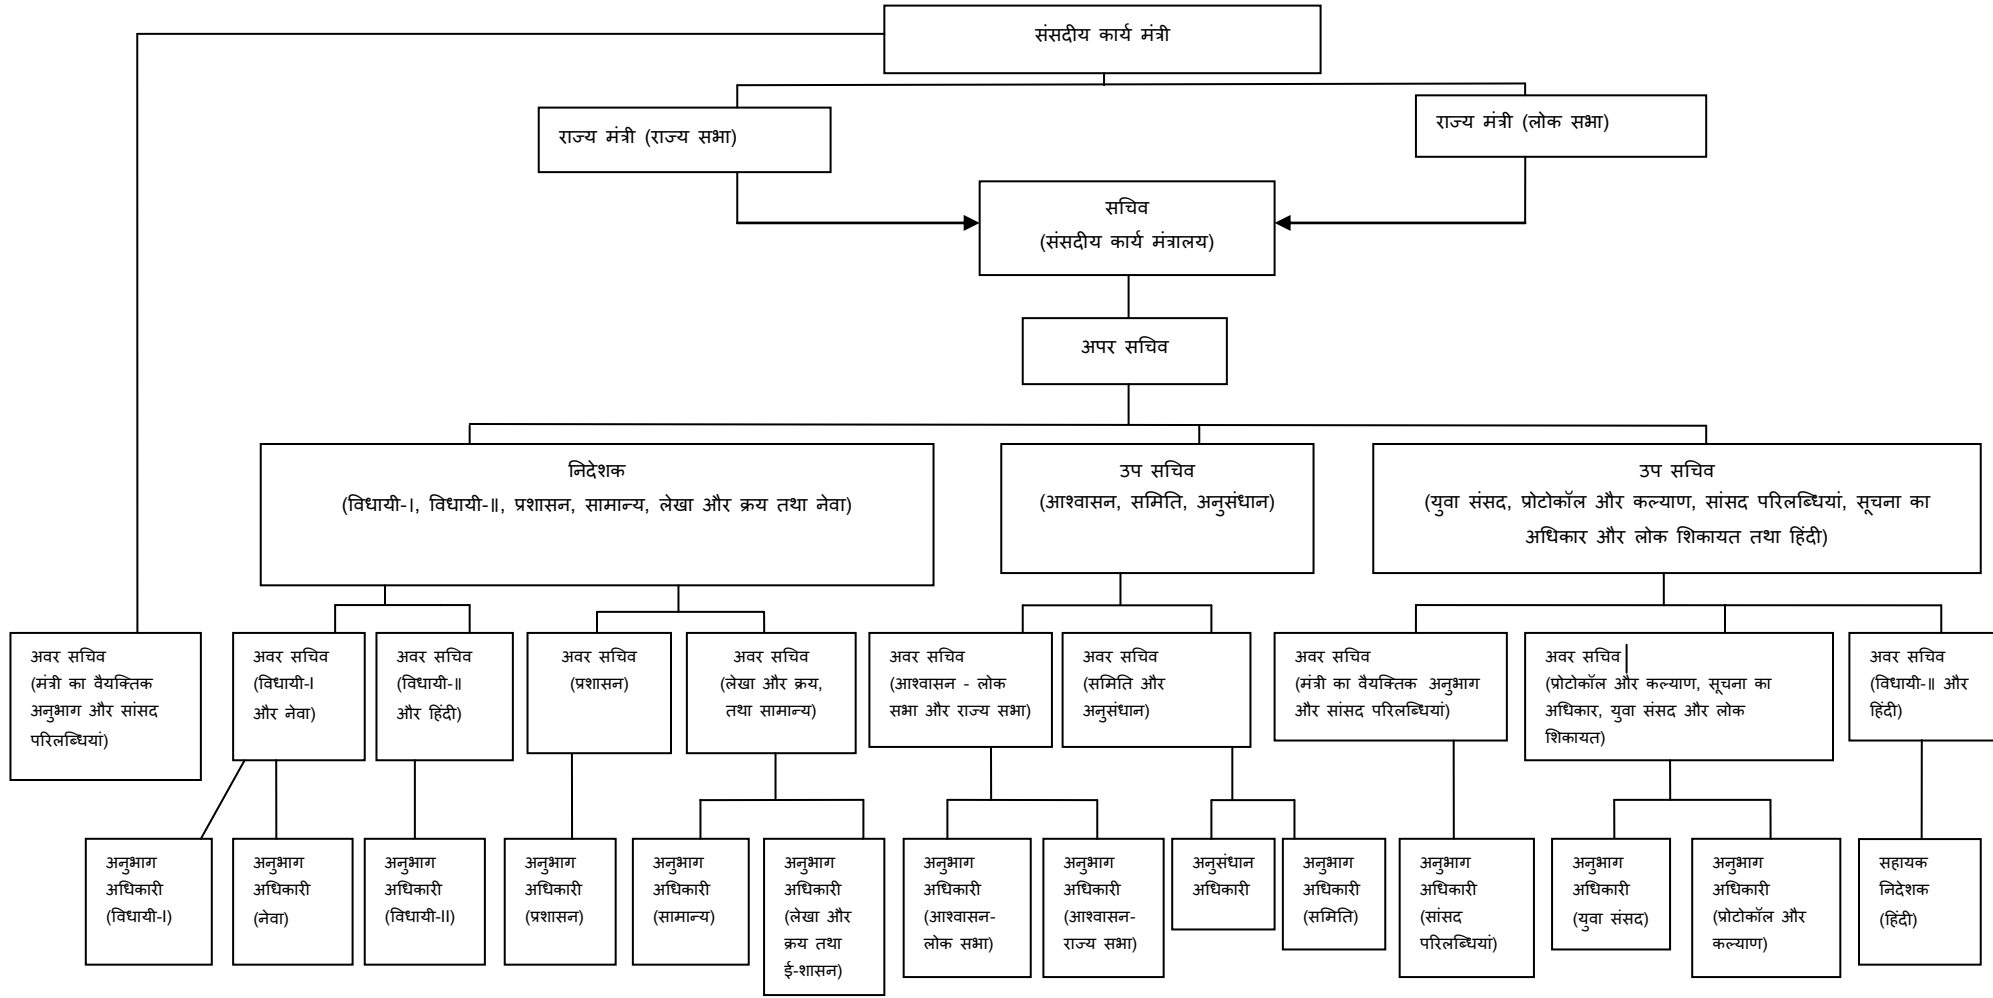 संसदीय कार्य मंत्री
राज्य मंत्री (राज्य सभा)
राज्य मंत्री (लोक सभा)
सचिव
(संसदीय कार्य मंत्रालय)
अपर सचिव
निदेशक
(विधायी-I, विधायी-II, प्रशासन, सामान्य, लेखा और क्रय तथा नेवा)
उप सचिव
(आश्वासन, समिति, अनुसंधान)
उप सचिव
(युवा संसद, प्रोटोकॉल और कल्याण, सांसद परिलब्धियां, सूचना का
अधिकार और लोक शिकायत तथा हिंदी)
अवर सचिव
(मंत्री का वैयक्तिक
अनुभाग और सांसद
परिलब्धियां)
अवर सचिव
(विधायी-I
और नेवा)
अवर सचिव
(विधायी-II
और हिंदी)
अवर सचिव
(प्रशासन)
अवर सचिव
(लेखा और क्रय,
तथा सामान्य)
अवर सचिव
(आश्वासन - लोक
सभा और राज्य सभा)
अवर सचिव
(समिति और
अनुसंधान)
अवर सचिव
(मंत्री का वैयक्तिक अनुभाग
और सांसद परिलब्धियां)
अवर सचिव
(प्रोटोकॉल और कल्याण, सूचना का
अधिकार, युवा संसद और लोक
शिकायत)
अवर सचिव
(विधायी-II और
हिंदी)
अनुभाग
अधिकारी
(विधायी-I)
अनुभाग
अधिकारी
(नेवा)
अनुभाग
अधिकारी
(विधायी-II)
अनुभाग
अधिकारी
(प्रशासन)
अनुभाग
अधिकारी
(सामान्य)
अनुभाग
अधिकारी
(लेखा और
क्रय तथा
ई-शासन)
अनुभाग
अधिकारी
(आश्वासन-
लोक सभा)
अनुभाग
अधिकारी
(आश्वासन-
राज्य सभा)
अनुसंधान
अधिकारी
अनुभाग
अधिकारी
(समिति)
अनुभाग
अधिकारी
(सांसद
परिलब्धियां)
अनुभाग
अधिकारी
(युवा संसद)
अनुभाग
अधिकारी
(प्रोटोकॉल और
कल्याण)
सहायक
निदेशक
(हिंदी)